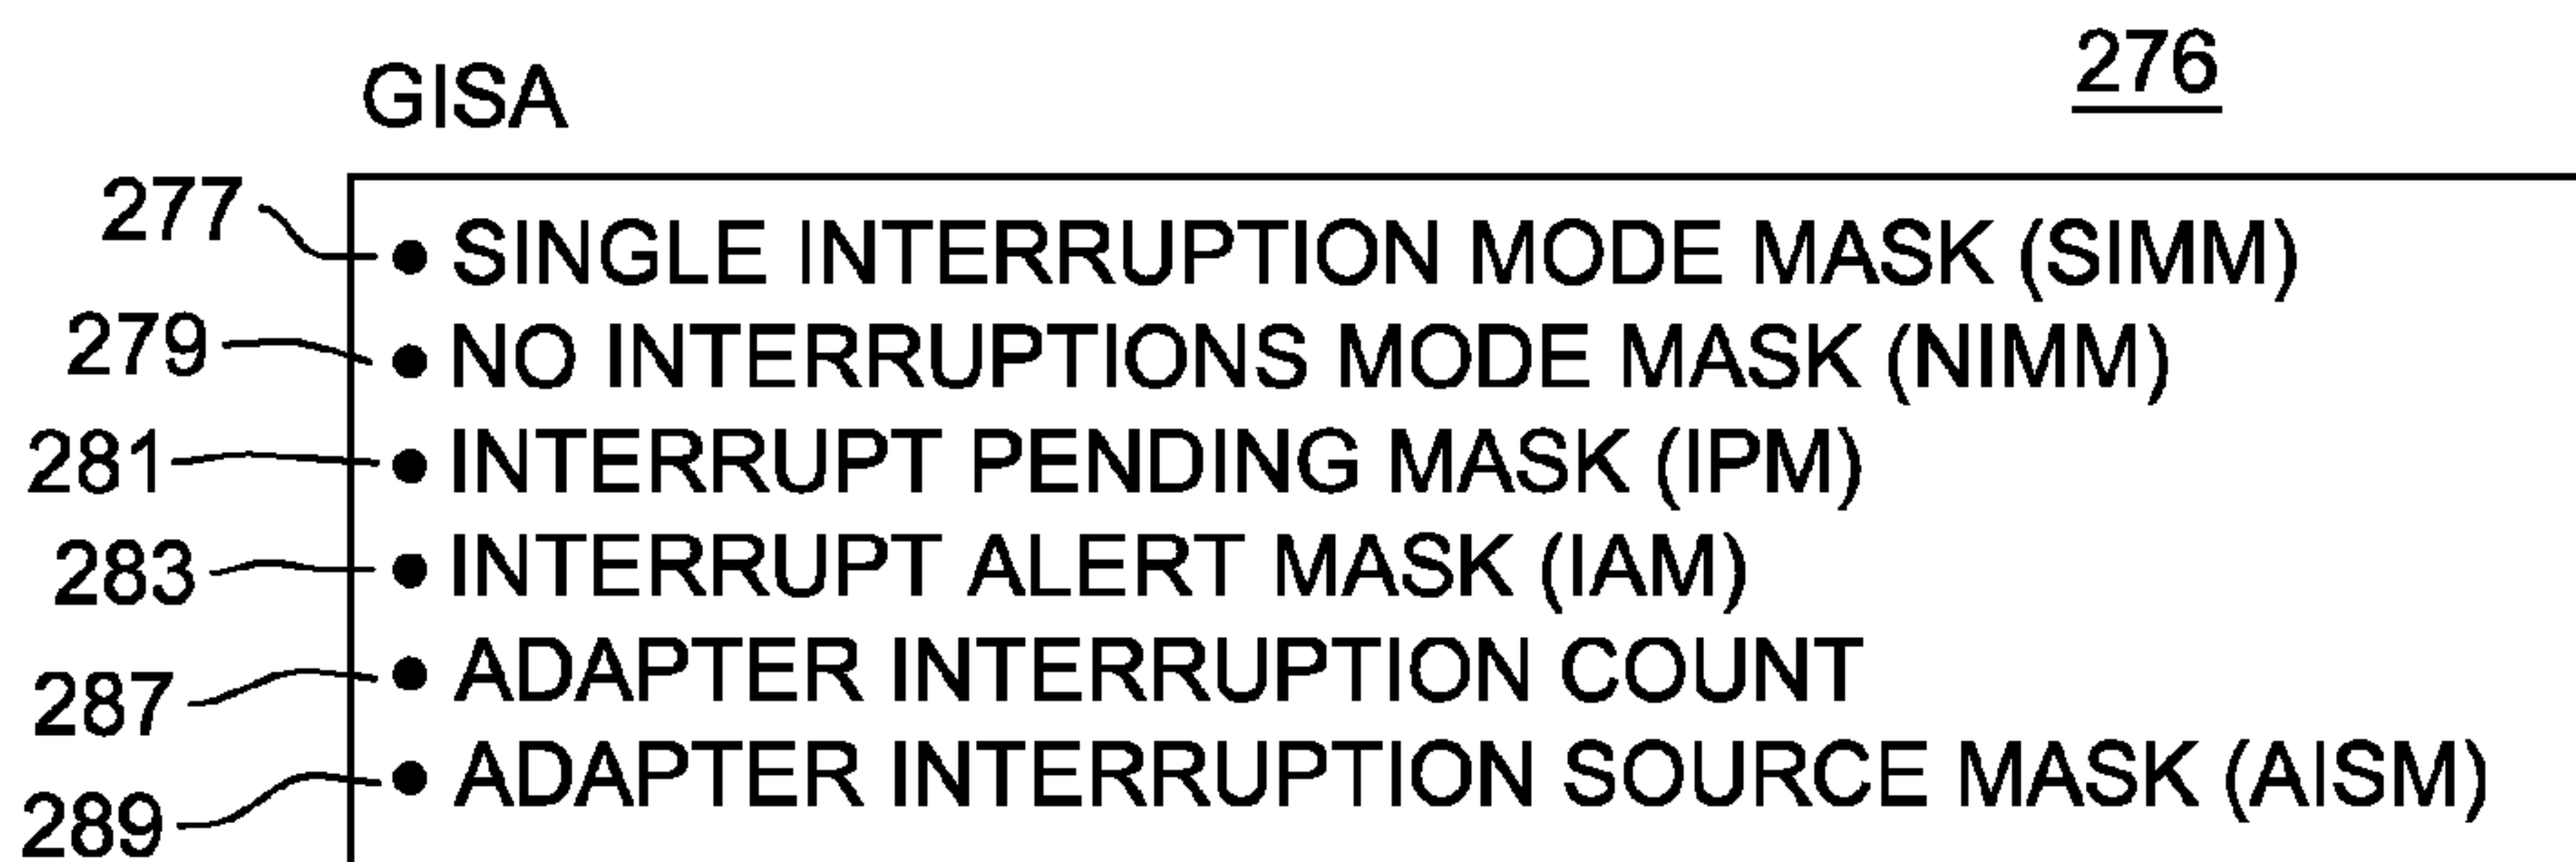 276
GISA
277 • SINGLE INTERRUPTION MODE MASK (SIMM)
279 • NO INTERRUPTIONS MODE MASK (NIMM)
281 • INTERRUPT PENDING MASK (IPM)
283 • INTERRUPT ALERT MASK (IAM)
287 • ADAPTER INTERRUPTION COUNT
289 • ADAPTER INTERRUPTION SOURCE MASK (AISM)